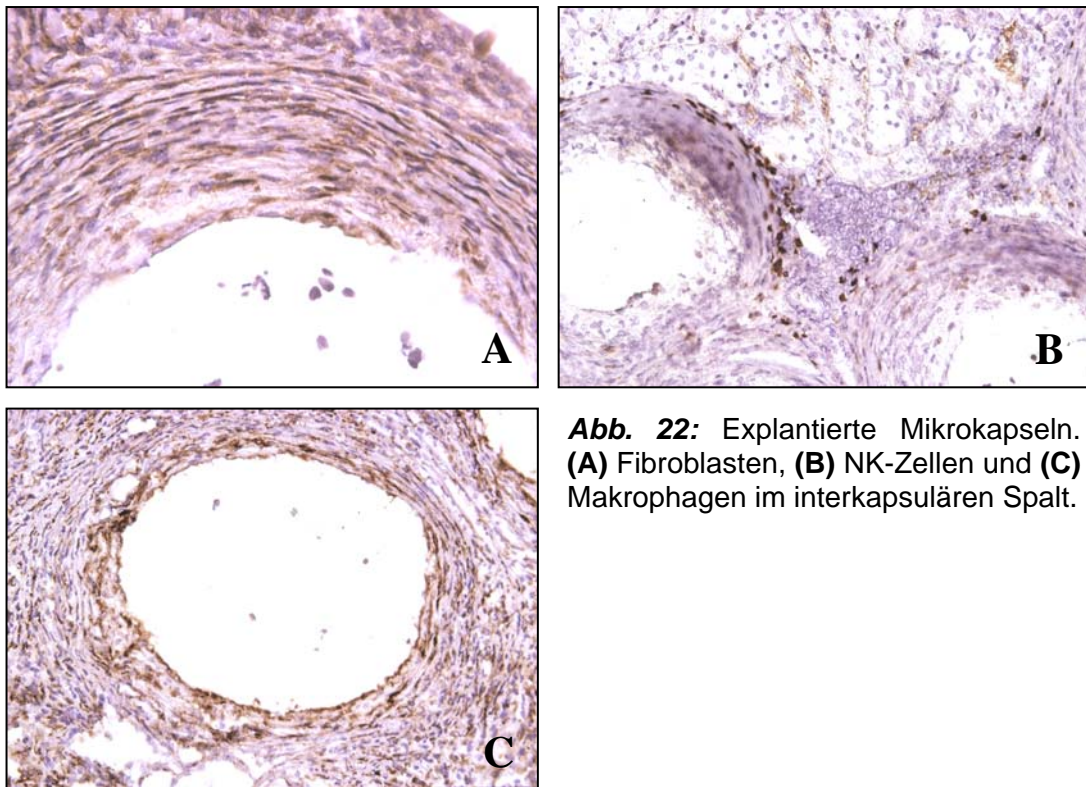 A
B
C
Abb. 22: Explantierte Mikrokapseln.
(A) Fibroblasten, (B) NK-Zellen und (C)
Makrophagen im interkapsulären Spalt.